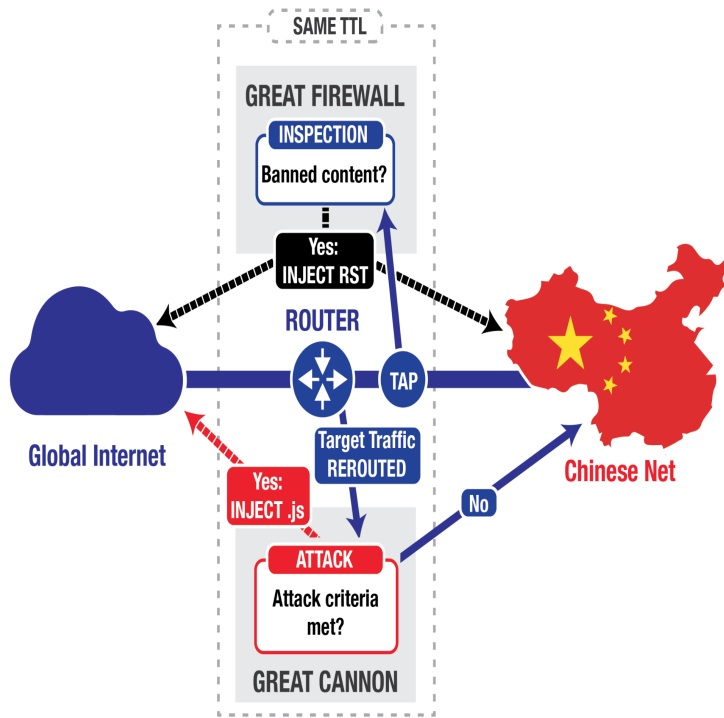 SAME TTL
GREAT FIREWALL
INSPECTION
Banned content?
Yes:
INJECT RST
ROUTER
TAP
Global Internet
Target Traffic
REROUTED
Chinese Net
Yes:
INJECT .js
No
ATTACK
Attack criteria
met?
GREAT CANNON